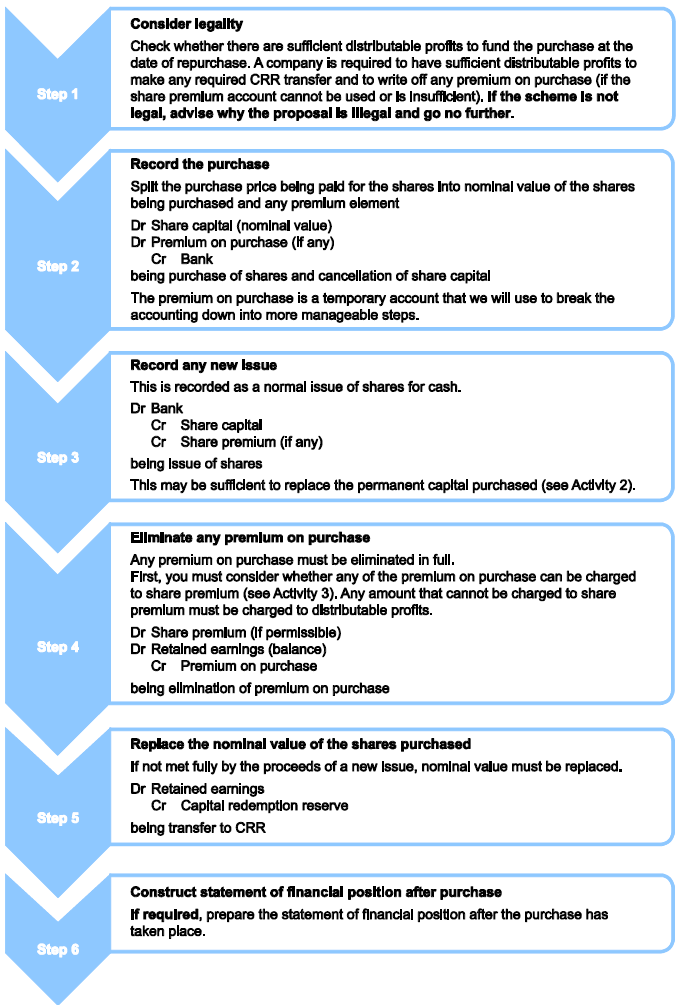 Step 1
Consider legality
Check whether there are sufficient distributable profits to fund the purchase at the
date of repurchase. A company is required to have sufficient distributable profits to
make any required CRR transfer and to write off any premium on purchase (if the
share premium account cannot be used or is insufficient). If the scheme is not
legal, advise why the proposal is illegal and go no further.
Step 2
Record the purchase
Split the purchase price being paid for the shares into nominal value of the shares
being purchased and any premium element
Dr Share capital (nominal value)
Dr Premium on purchase (if any)
Cr Bank
being purchase of shares and cancellation of share capital
The premium on purchase is a temporary account that we will use to break the
accounting down into more manageable steps.
Step 3
Record any new issue
This is recorded as a normal issue of shares for cash.
Dr Bank
Cr Share capital
Cr Share premium (if any)
being issue of shares
This may be sufficient to replace the permanent capital purchased (see Activity 2).
Step 4
Eliminate any premium on purchase
Any premium on purchase must be eliminated in full.
First, you must consider whether any of the premium on purchase can be charged
to share premium (see Activity 3). Any amount that cannot be charged to share
premium must be charged to distributable profits.
Dr Share premium (if permissible)
Dr Retained earnings (balance)
Cr Premium on purchase
being elimination of premium on purchase
Step 5
Replace the nominal value of the shares purchased
If not met fully by the proceeds of a new issue, nominal value must be replaced.
Dr Retained earnings
Cr Capital redemption reserve
being transfer to CRR
Step 6
Construct statement of financial position after purchase
If required, prepare the statement of financial position after the purchase has
taken place.